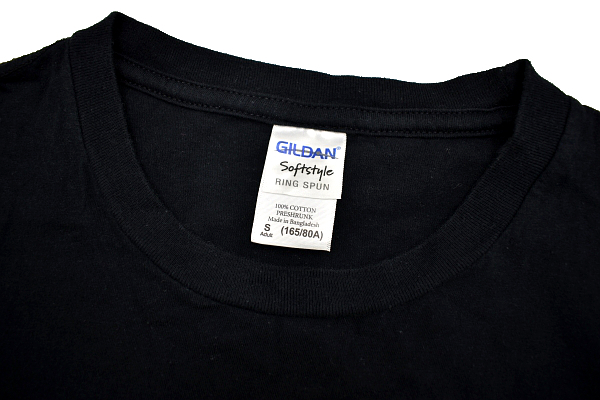 GILDAN
Softstyle
RING SPUN
100% COTTON
PRESHRUNK
Made in Bangladesh
S (165/80A)
Adult